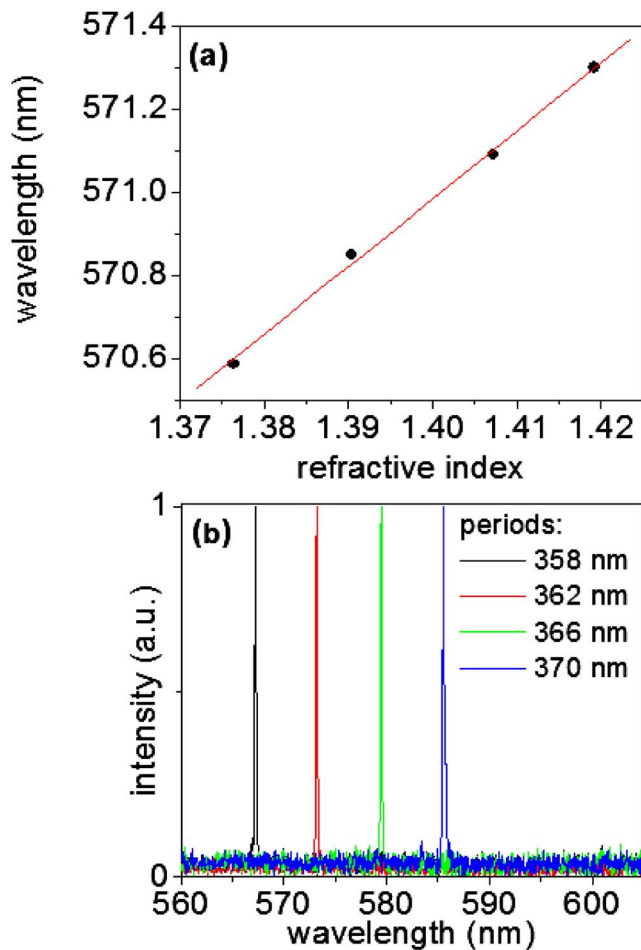 (a)
wavelength (nm)
571.4
571.2
571.0
570.8
570.6
1.37 1.38 1.39 1.40 1.41 1.42
refractive index
(b)
intensity (a.u.)
1
0
periods:
358 nm
362 nm
366 nm
370 nm
560 570 580 590 600
wavelength (nm)